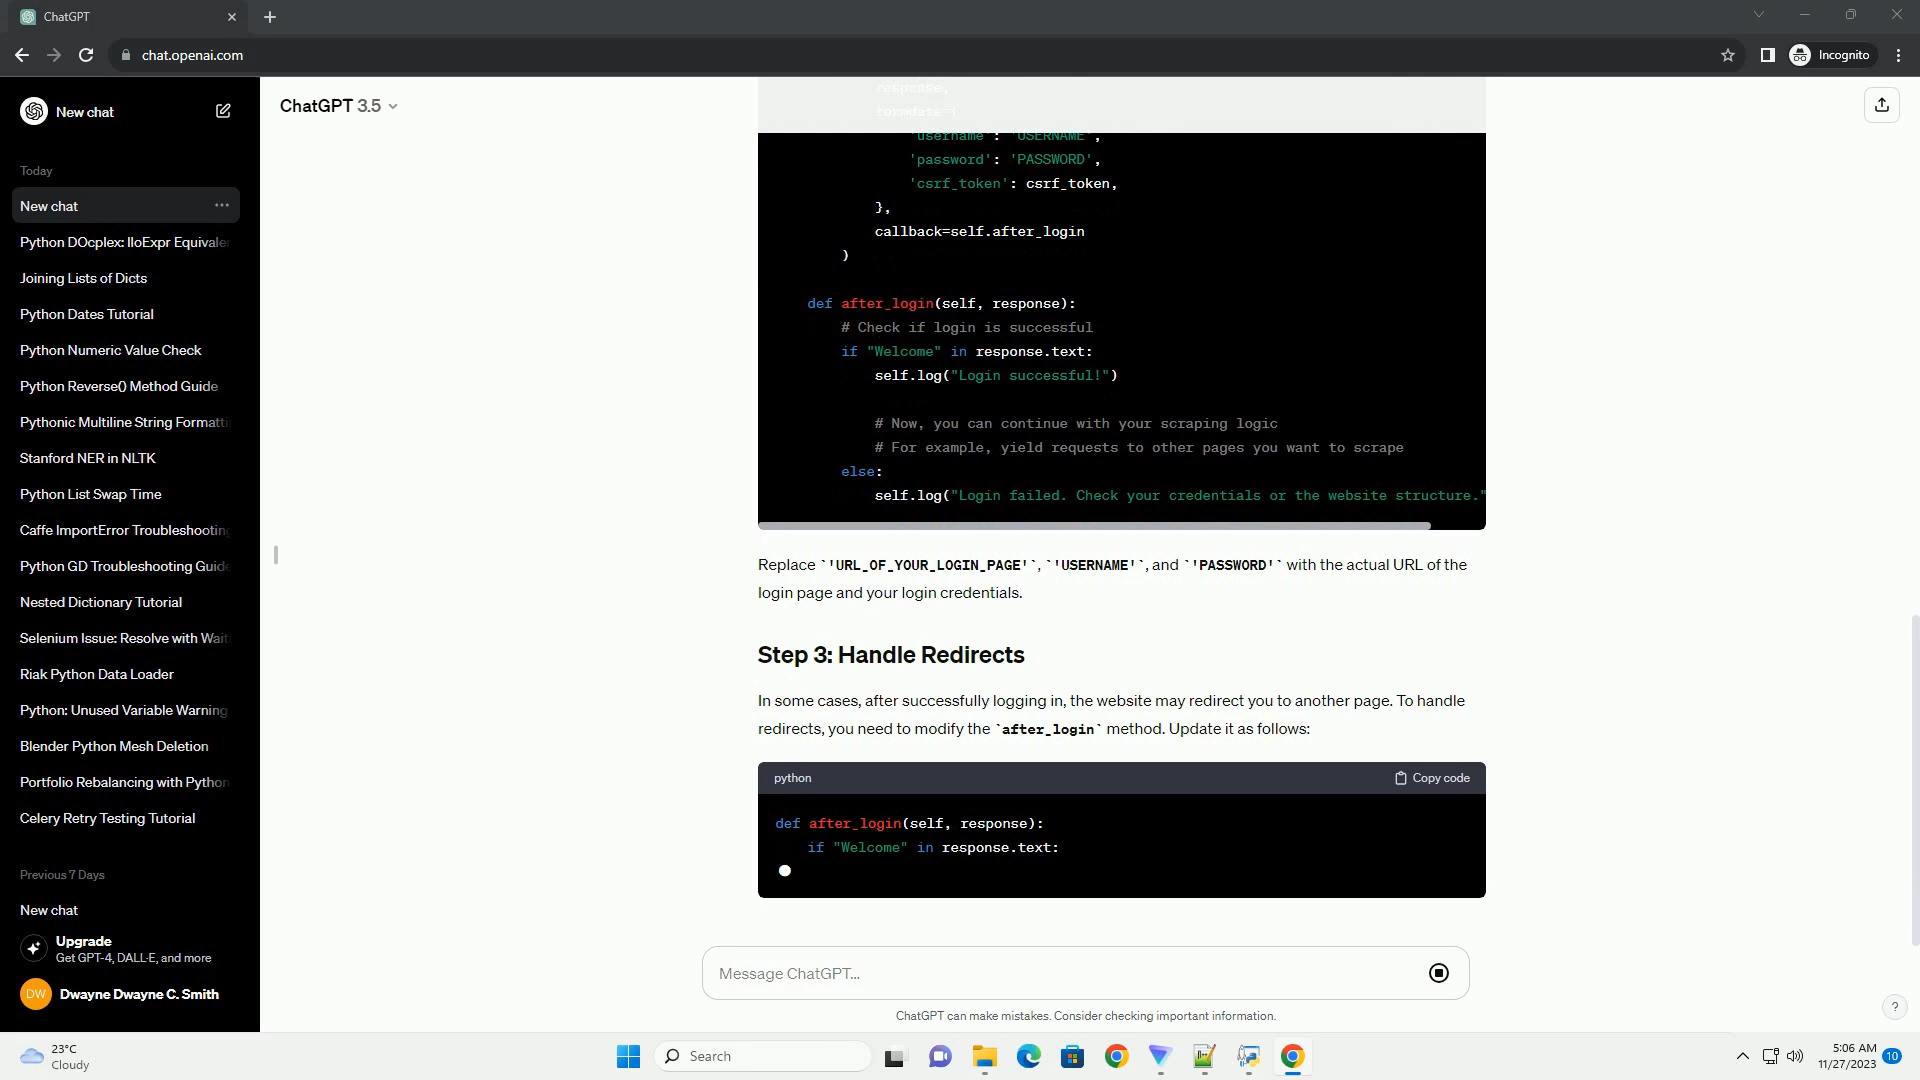 ChatGPT
chat.openai.com
Incognito
New chat
ChatGPT 3.5
Today
New chat
Python DOcplex: IloExpr Equivale
Joining Lists of Dicts
Python Dates Tutorial
Python Numeric Value Check
Python Reverse() Method Guide
Pythonic Multiline String Formatti
Stanford NER in NLTK
Python List Swap Time
Caffe ImportError Troubleshooting
Python GD Troubleshooting Guide
Nested Dictionary Tutorial
Selenium Issue: Resolve with Wait
Riak Python Data Loader
Python: Unused Variable Warning
Blender Python Mesh Deletion
Portfolio Rebalancing with Python
Celery Retry Testing Tutorial
Previous 7 Days
New chat
Upgrade
Get GPT-4, DALL·E, and more
DW
Dwayne Dwayne C. Smith
response,
formdata={
'username': 'USERNAME',
'password': 'PASSWORD',
'csrf_token': csrf_token,
},
callback=self.after_login
)
def after_login(self, response):
# Check if login is successful
if "Welcome" in response.text:
self.log("Login successful!")
# Now, you can continue with your scraping logic
# For example, yield requests to other pages you want to scrape
else:
self.log("Login failed. Check your credentials or the website structure."
Replace `'URL_OF_YOUR_LOGIN_PAGE'`, `'USERNAME'`, and `'PASSWORD'` with the actual URL of the
login page and your login credentials.
Step 3: Handle Redirects
In some cases, after successfully logging in, the website may redirect you to another page. To handle
redirects, you need to modify the `after_login` method. Update it as follows:
python
Copy code
def after_login(self, response):
if "Welcome" in response.text:
Message ChatGPT...
ChatGPT can make mistakes. Consider checking important information.
?
23°C
Cloudy
Search
5:06 AM
11/27/2023
10